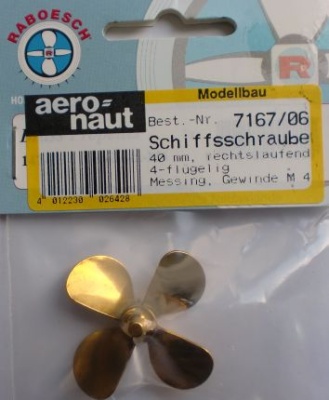 RABOESCH
R
HO
aero=
naut
Modellbau
Best.-Nr. 7167/06
Schiffsschraube
40 mm, rechtslaufend
4-flügelig
Messing, Gewinde M 4
4 012230 026428